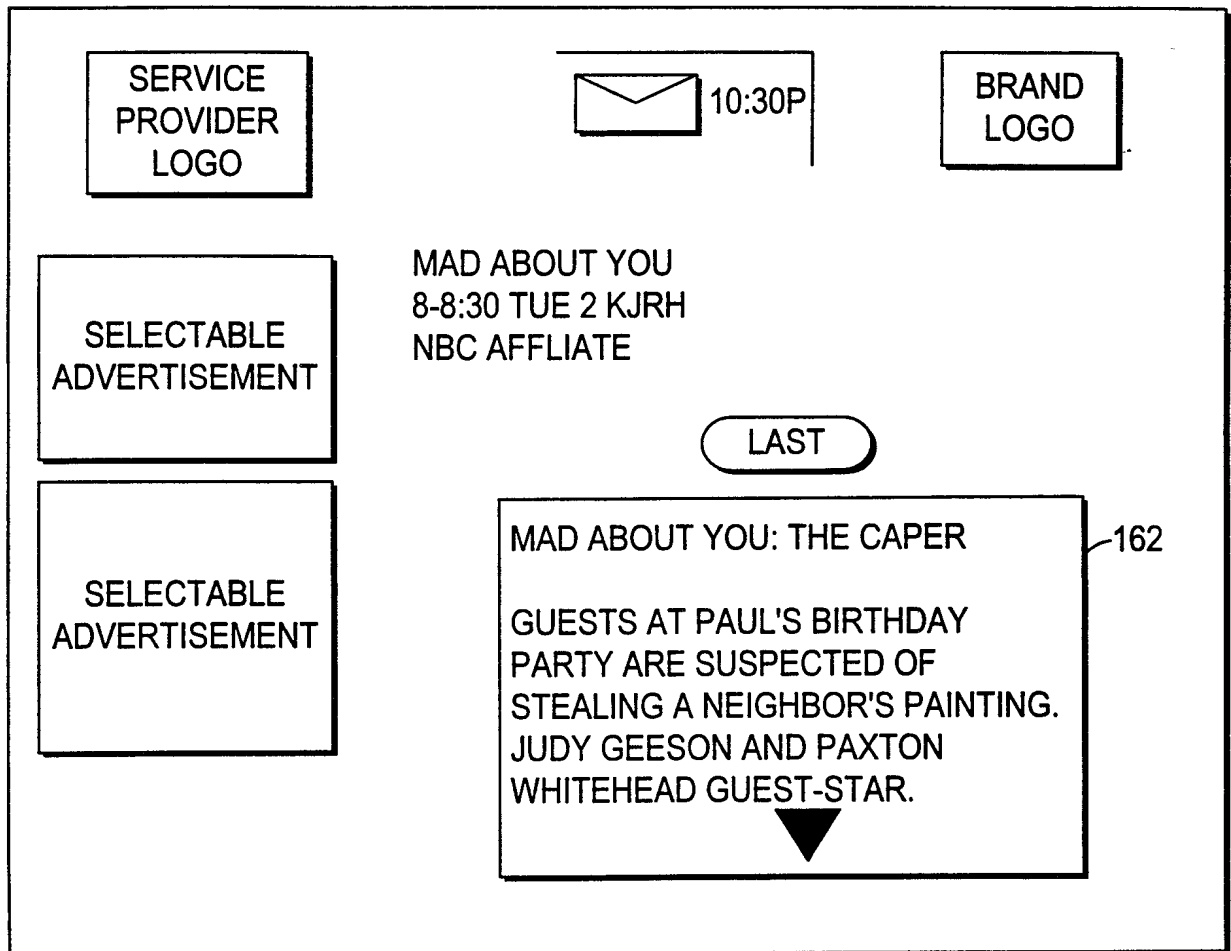 SERVICE
PROVIDER
LOGO
10:30P
BRAND
LOGO
SELECTABLE
ADVERTISEMENT
MAD ABOUT YOU
8-8:30 TUE 2 KJRH
NBC AFFLIATE
LAST
SELECTABLE
ADVERTISEMENT
MAD ABOUT YOU: THE CAPER
GUESTS AT PAUL'S BIRTHDAY
PARTY ARE SUSPECTED OF
STEALING A NEIGHBOR'S PAINTING.
JUDY GEESON AND PAXTON
WHITEHEAD GUEST-STAR.
162